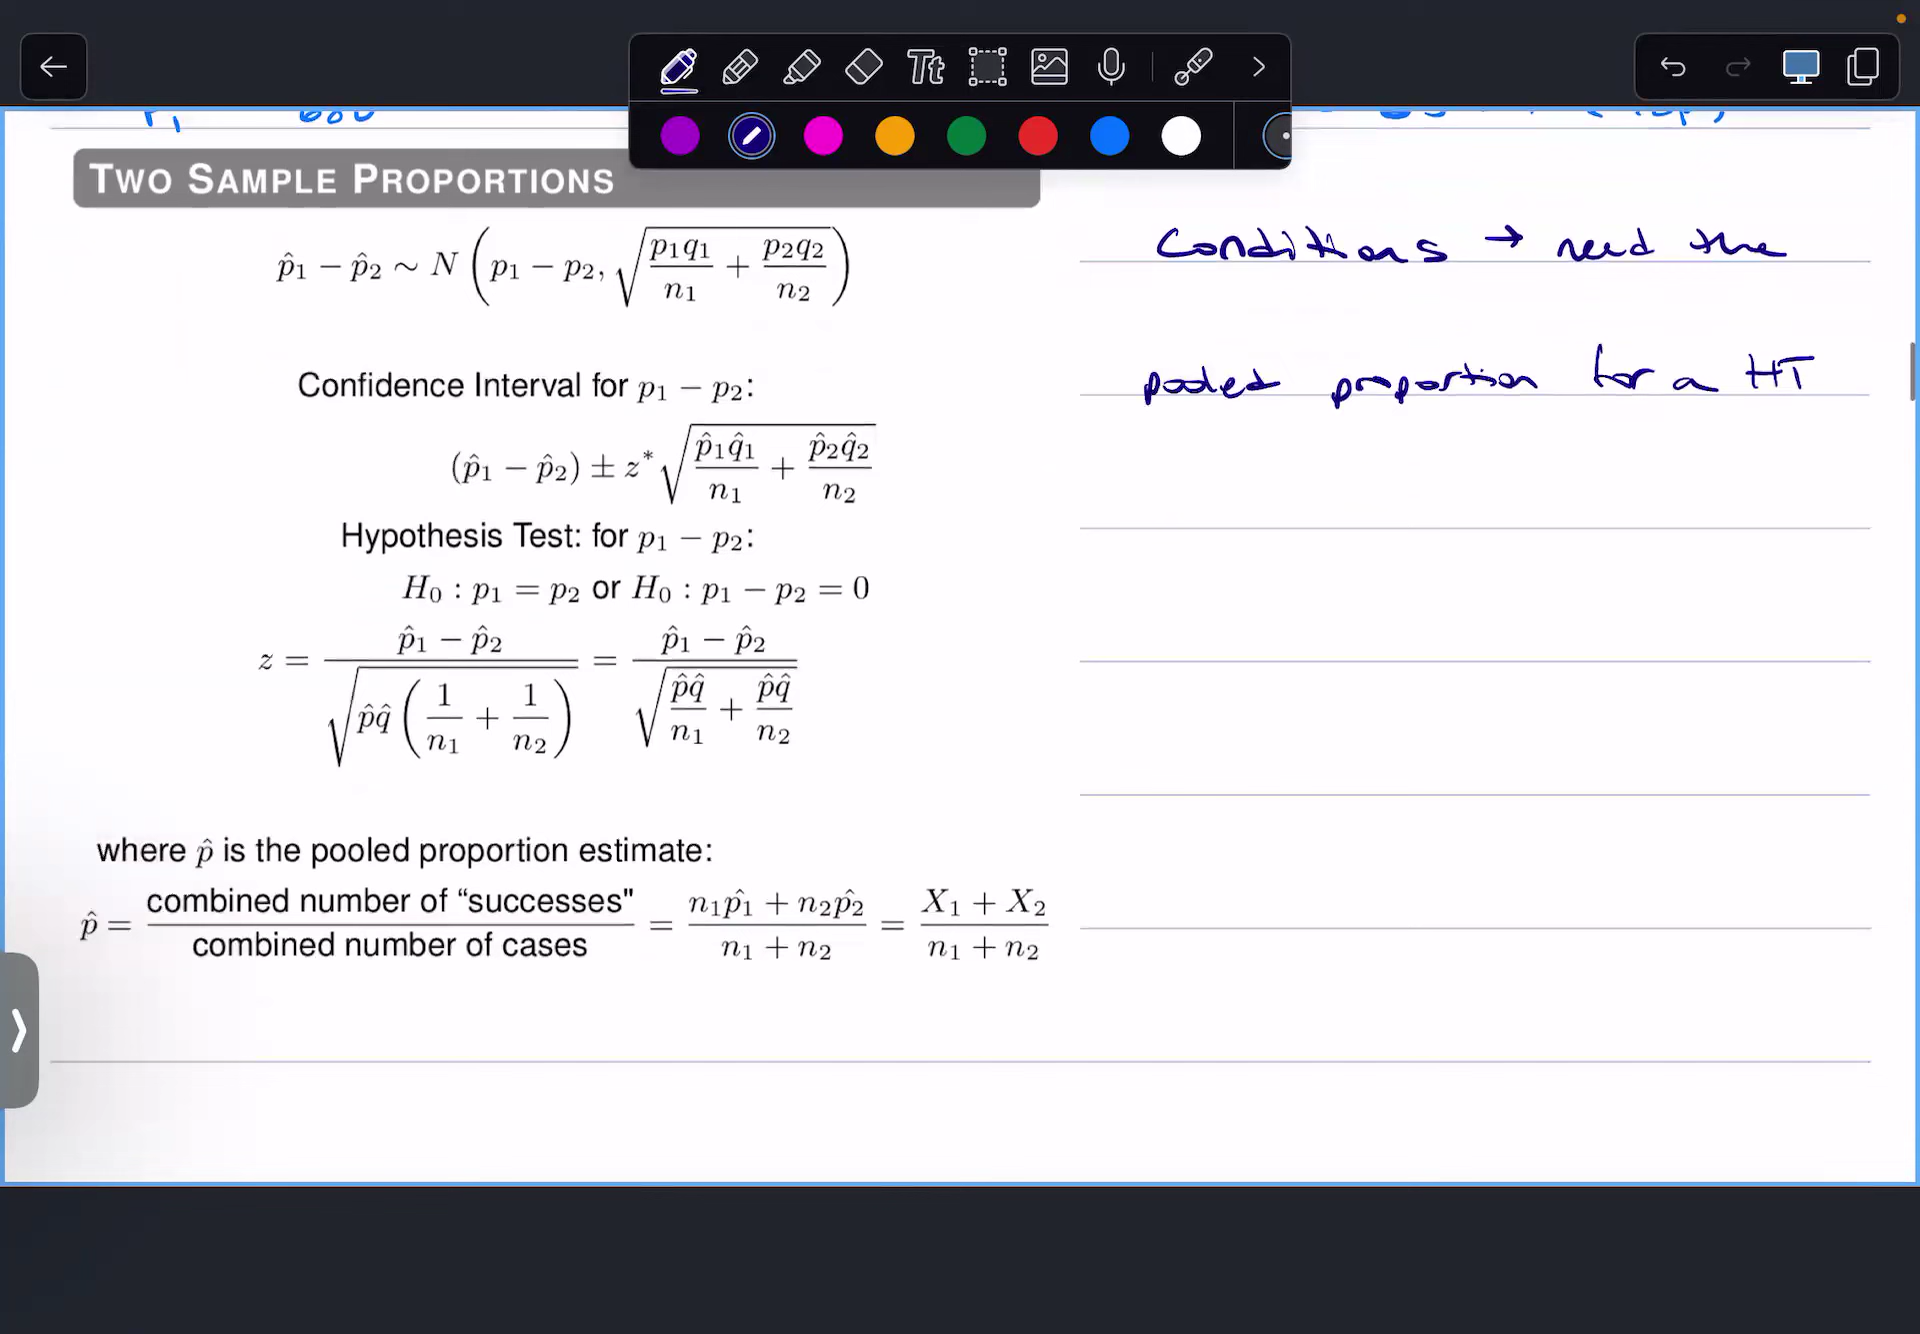 Tt
TWO SAMPLE PROPORTIONS
p̂₁ − p̂₂ ∼ N (p₁ − p₂, √(p₁q₁/n₁ + p₂q₂/n₂))
Confidence Interval for p₁ − p₂:
(p̂₁ − p̂₂) ± z* √(p̂₁q̂₁/n₁ + p̂₂q̂₂/n₂)
Hypothesis Test: for p₁ − p₂:
H₀ : p₁ = p₂ or H₀ : p₁ − p₂ = 0
z = (p̂₁ − p̂₂)/√(p̂q̂ (1/n₁ + 1/n₂)) = (p̂₁ − p̂₂)/√(p̂q̂/n₁ + p̂q̂/n₂)
where p̂ is the pooled proportion estimate:
p̂ = combined number of “successes"/combined number of cases = (n₁p̂₁ + n₂p̂₂)/(n₁ + n₂) = (X₁ + X₂)/(n₁ + n₂)
Conditions → need the
pooled proportion for a HT